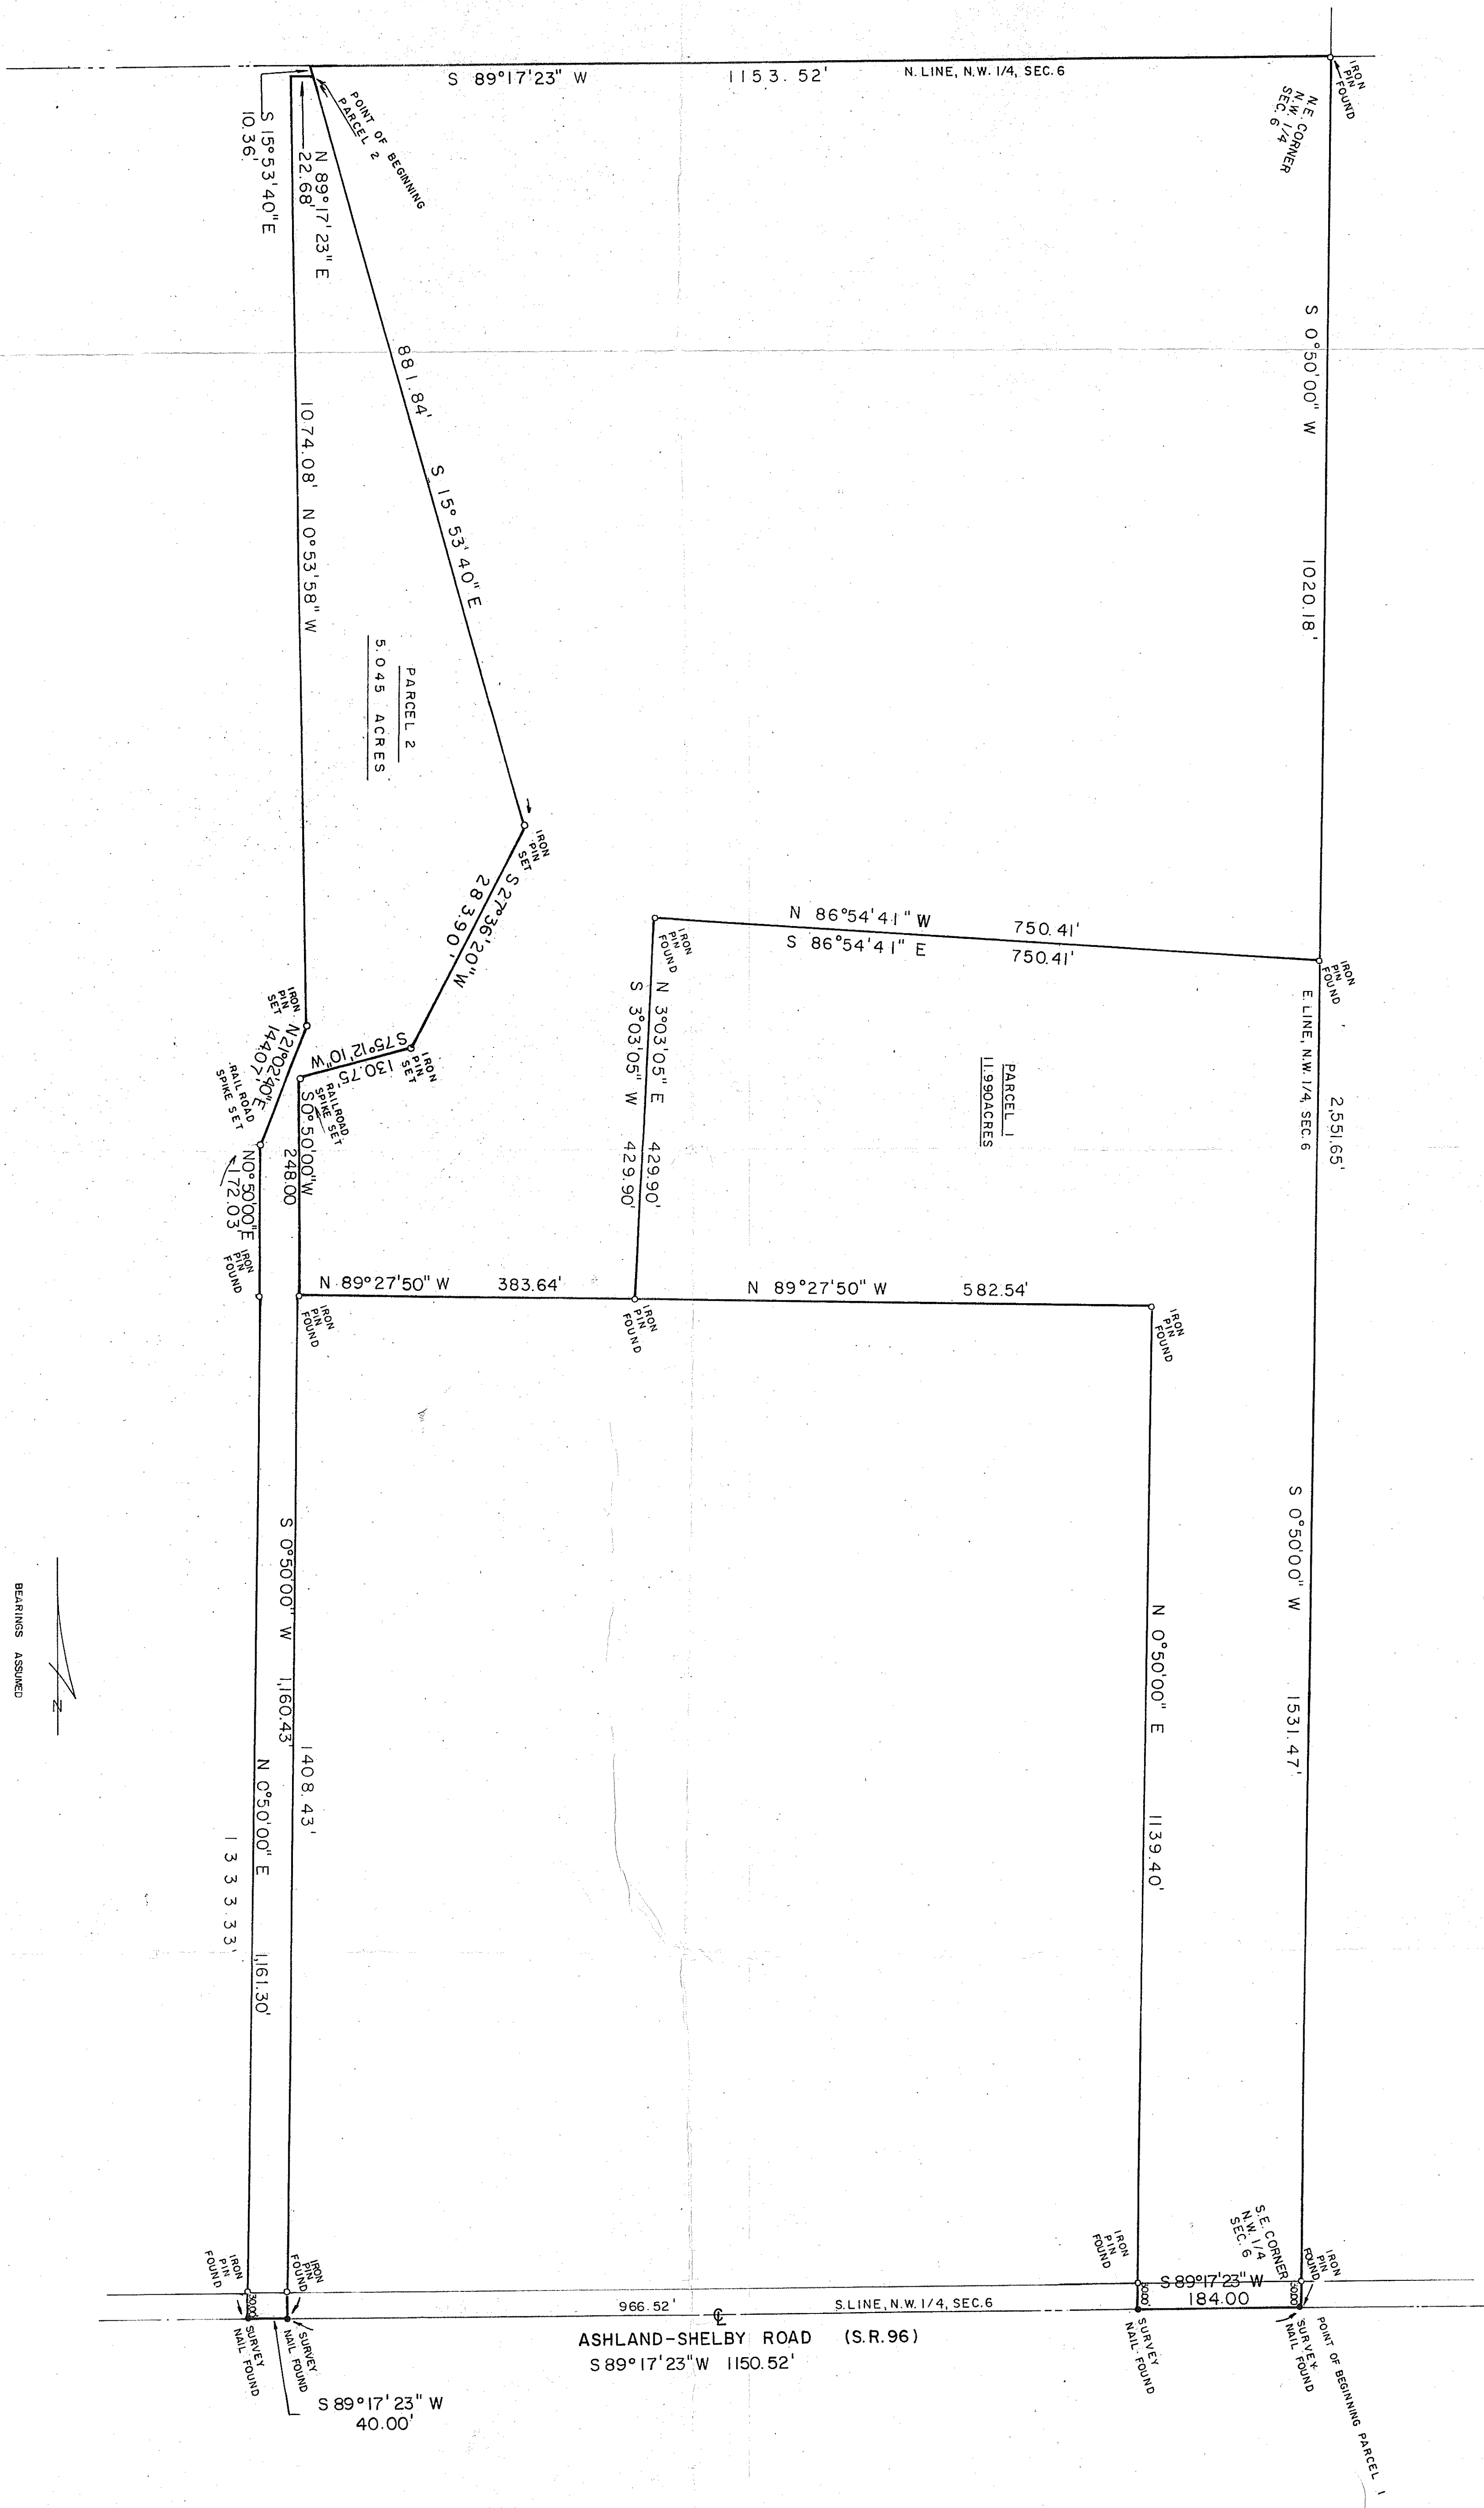 S 89°17'23" W 1153.52' N. LINE, N.W. 1/4, SEC. 6
IRON
PIN
FOUND
N.E. CORNER
N.W. 1/4
SEC. 6
POINT OF BEGINNING
PARCEL 2
S 15°53'40" E
10.36'
N 89°17'23" E
22.68'
881.84' S 15°53'40" E
S 0°50'00" W 1020.18'
1074.08' N 0°53'58" W
PARCEL 2
5.045 ACRES
IRON
PIN
SET
S 27°36'20" W
283.90'
N 86°54'41" W 750.41'
S 86°54'41" E 750.41'
IRON
PIN
FOUND
IRON
PIN
FOUND
N 3°03'05" E 429.90'
S 3°03'05" W 429.90'
E. LINE, N.W. 1/4, SEC. 6
2,551.65'
PARCEL 1
11.990 ACRES
IRON
PIN
SET
N 21°02'40" E
144.07'
RAILROAD
SPIKE SET
S 75°12'10" W
130.75'
IRON
PIN
SET
RAILROAD
SPIKE SET
S 0°50'00" W
248.00
N 0°50'00" E
172.03'
IRON
PIN
FOUND
N 89°27'50" W 383.64'
N 89°27'50" W 582.54'
IRON
PIN
FOUND
IRON
PIN
FOUND
IRON
PIN
FOUND
S 0°50'00" W 1,160.43'
1408.43'
N 0°50'00" E 1,161.30'
1333.33'
N 0°50'00" E 1139.40'
S 0°50'00" W 1531.47'
BEARINGS ASSUMED
N
IRON
PIN
FOUND
IRON
PIN
FOUND
IRON
PIN
FOUND
S.E. CORNER
N.W. 1/4
SEC. 6
IRON
PIN
FOUND
S 89°17'23" W
184.00
30.00'
30.00'
30.00'
966.52' S. LINE, N.W. 1/4, SEC. 6
℄
ASHLAND-SHELBY ROAD (S.R. 96)
S 89°17'23" W 1150.52'
SURVEY
NAIL FOUND
SURVEY
NAIL FOUND
SURVEY
NAIL FOUND
SURVEY
NAIL FOUND
POINT OF BEGINNING PARCEL 1
S 89°17'23" W
40.00'